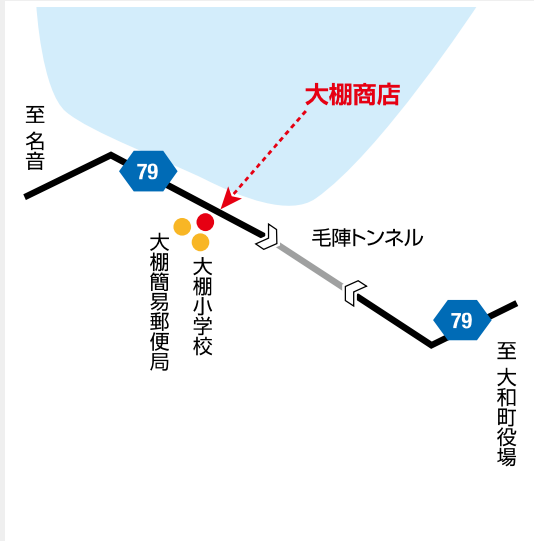 大棚商店
至 名音
79
毛陣トンネル
大棚簡易郵便局
大棚小学校
79
至 大和町役場